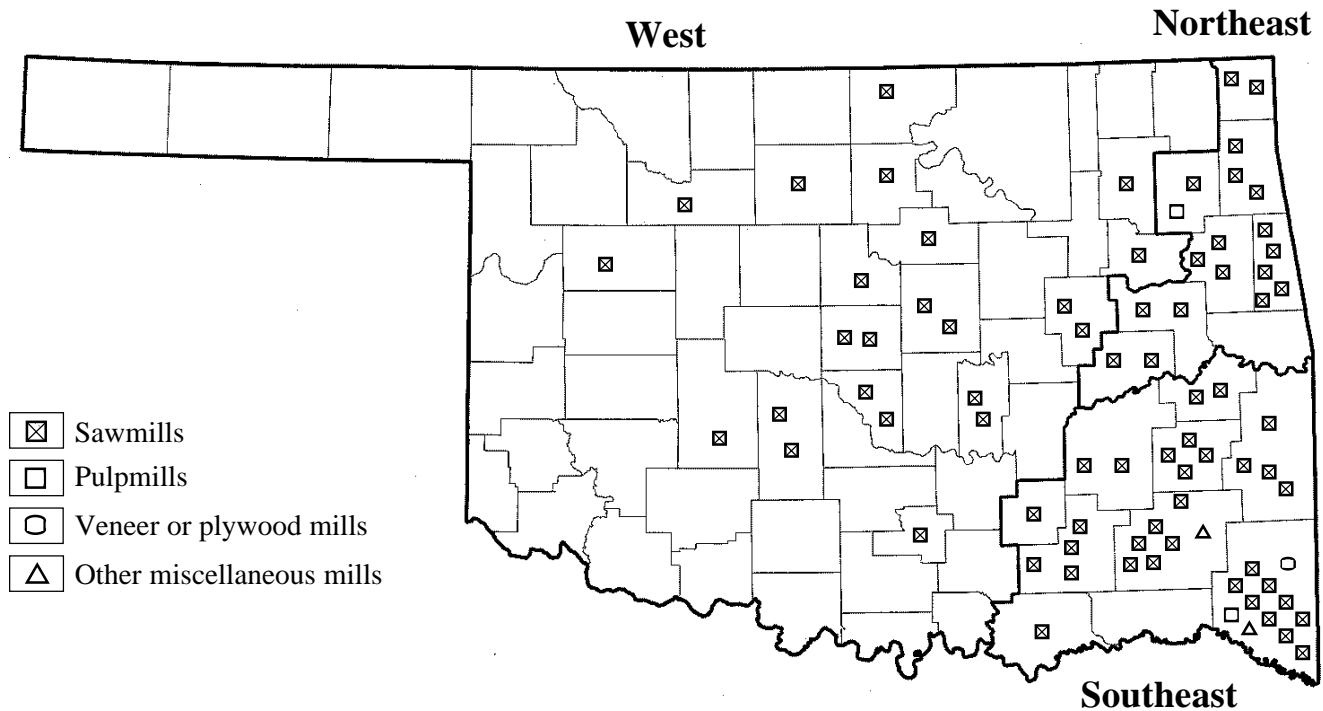 West
Northeast
Sawmills
Pulpmills
Veneer or plywood mills
Other miscellaneous mills
Southeast